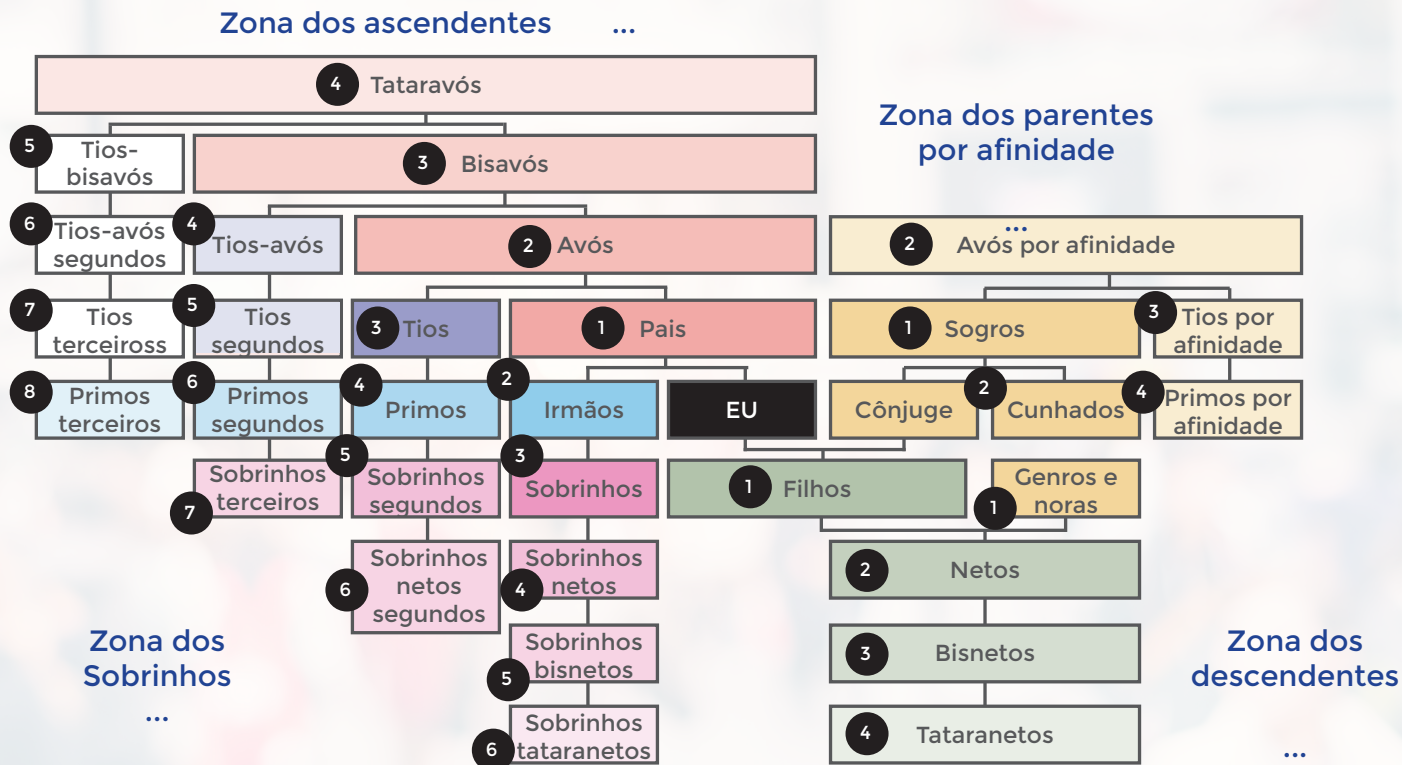 Zona dos ascendentes ...
4 Tataravós
Zona dos parentes
por afinidade
5 Tios-
bisavós
3 Bisavós
6 Tios-avós
segundos
4 Tios-avós
2 Avós
...
2 Avós por afinidade
7 Tios
terceiross
5 Tios
segundos
3 Tios
1 Pais
1 Sogros
3 Tios por
afinidade
8 Primos
terceiros
6 Primos
segundos
4 Primos
2 Irmãos
EU
Cônjuge
2 Cunhados
4 Primos por
afinidade
Sobrinhos
terceiros
7
5 Sobrinhos
segundos
3 Sobrinhos
1 Filhos
Genros e
noras
1
Sobrinhos
netos
segundos
6
Sobrinhos
netos
4
2 Netos
Zona dos
Sobrinhos
...
Sobrinhos
bisnetos
5
3 Bisnetos
Zona dos
descendentes
...
Sobrinhos
tataranetos
6
4 Tataranetos